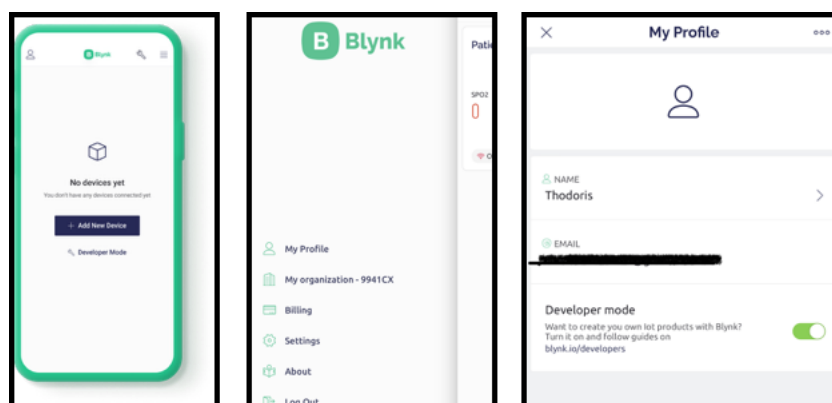 Blynk
No devices yet
You don't have any devices connected yet
+ Add New Device
Developer Mode
B Blynk
Patie
SPO2
0
My Profile
My organization - 9941CX
Billing
Settings
About
Log Out
My Profile
NAME
Thodoris
EMAIL
Developer mode
Want to create you own Iot products with Blynk?
Turn it on and follow guides on
blynk.io/developers